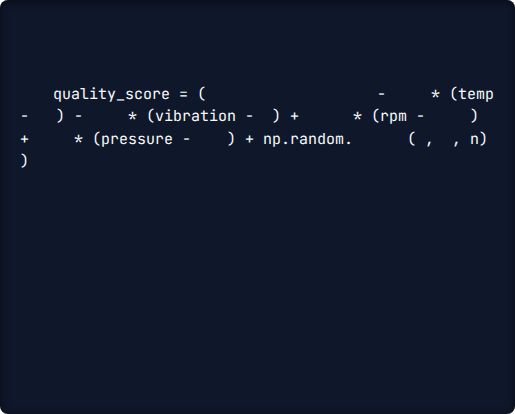 quality_score = ( - * (temp
- ) - * (vibration - ) + * (rpm - )
+ * (pressure - ) + np.random. ( , , n)
)